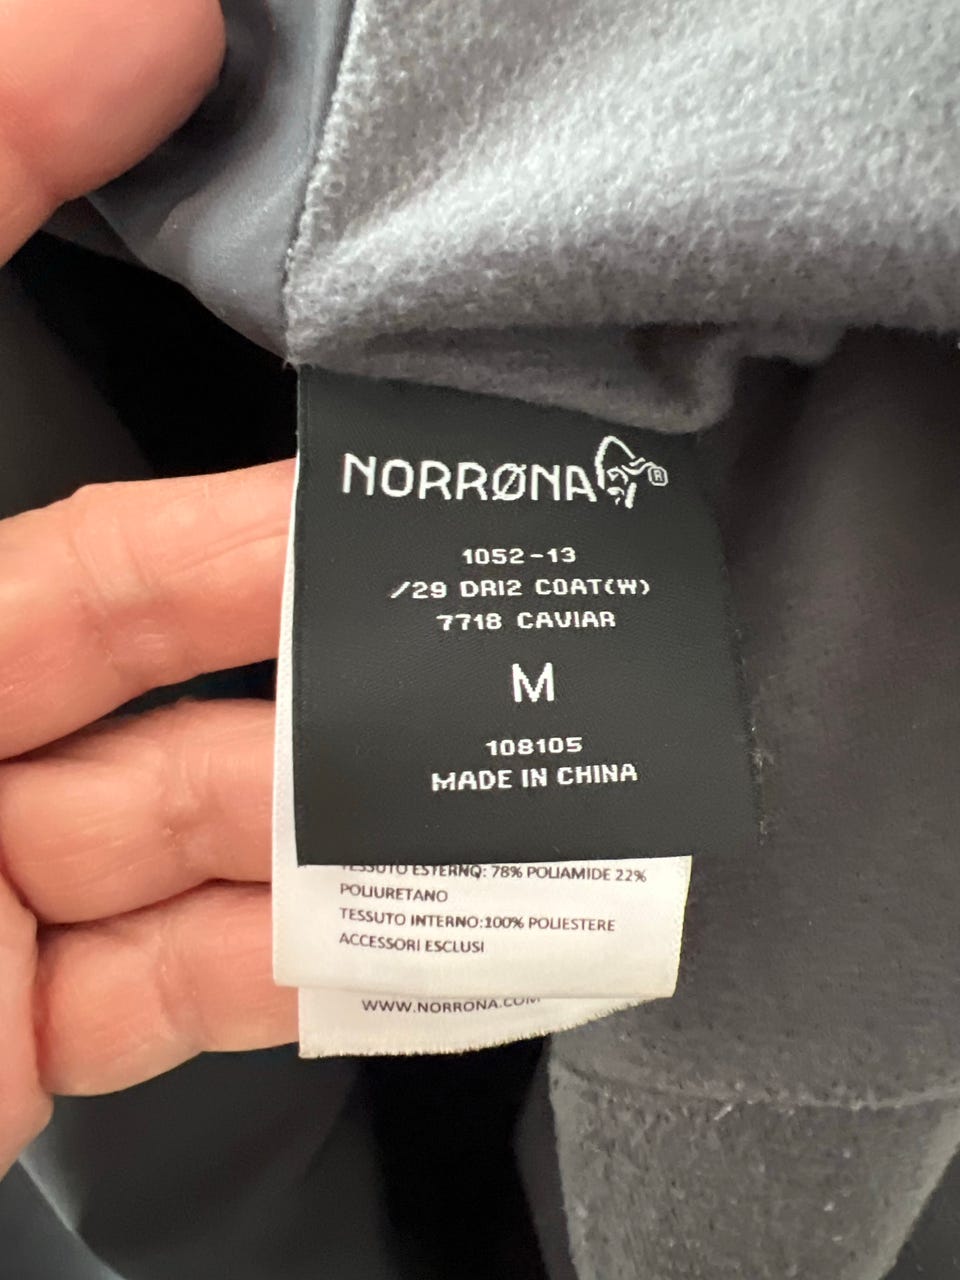 NORRØNA®
1052-13
/29 DRI2 COAT(W)
7718 CAVIAR
M
108105
MADE IN CHINA
TESSUTO ESTERNO: 78% POLIAMIDE 22%
POLIURETANO
TESSUTO INTERNO:100% POLIESTERE
ACCESSORI ESCLUSI
WWW.NORRONA.COM